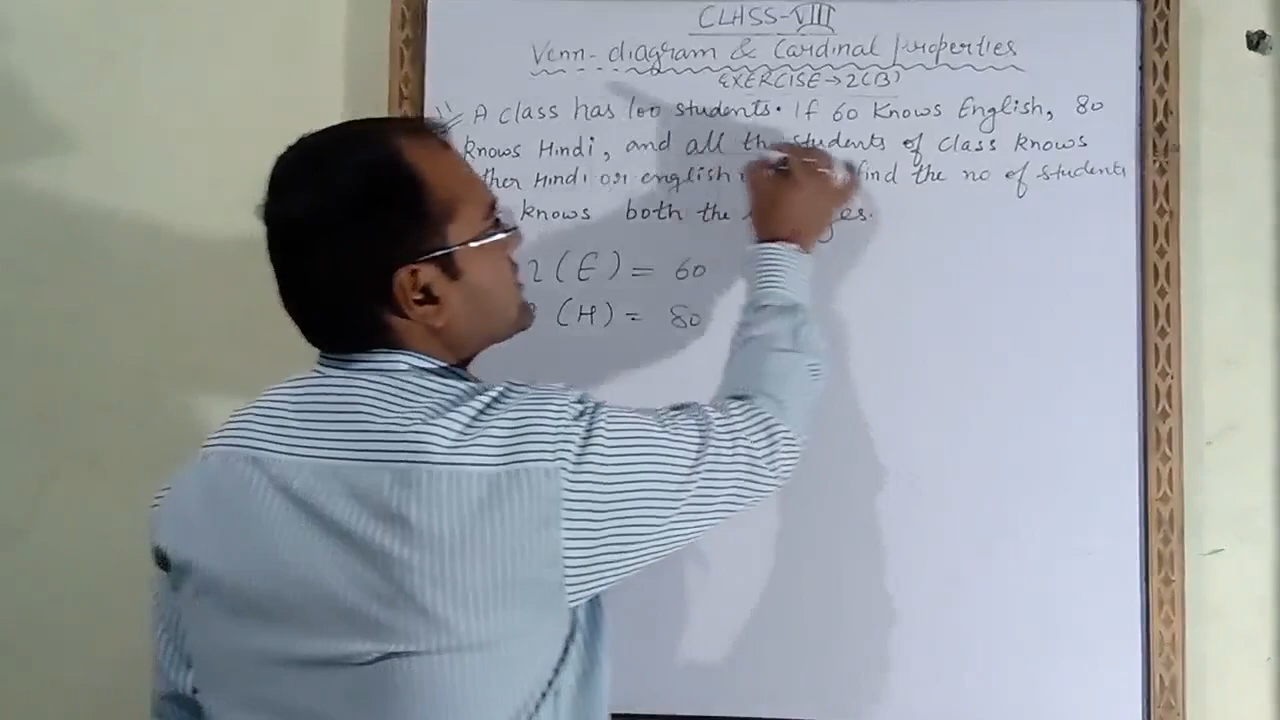 CLASS-VIII
Venn-diagram & Cardinal properties
EXERCISE→2(B)
A class has 100 students. If 60 knows English, 80
knows Hindi, and all the students of class knows
Hindi or english find the no of students
knows both the
(E) = 60
(H) = 80